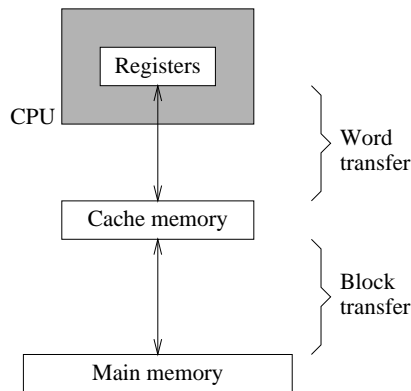 Registers
CPU
Word
transfer
Cache memory
Block
transfer
Main memory